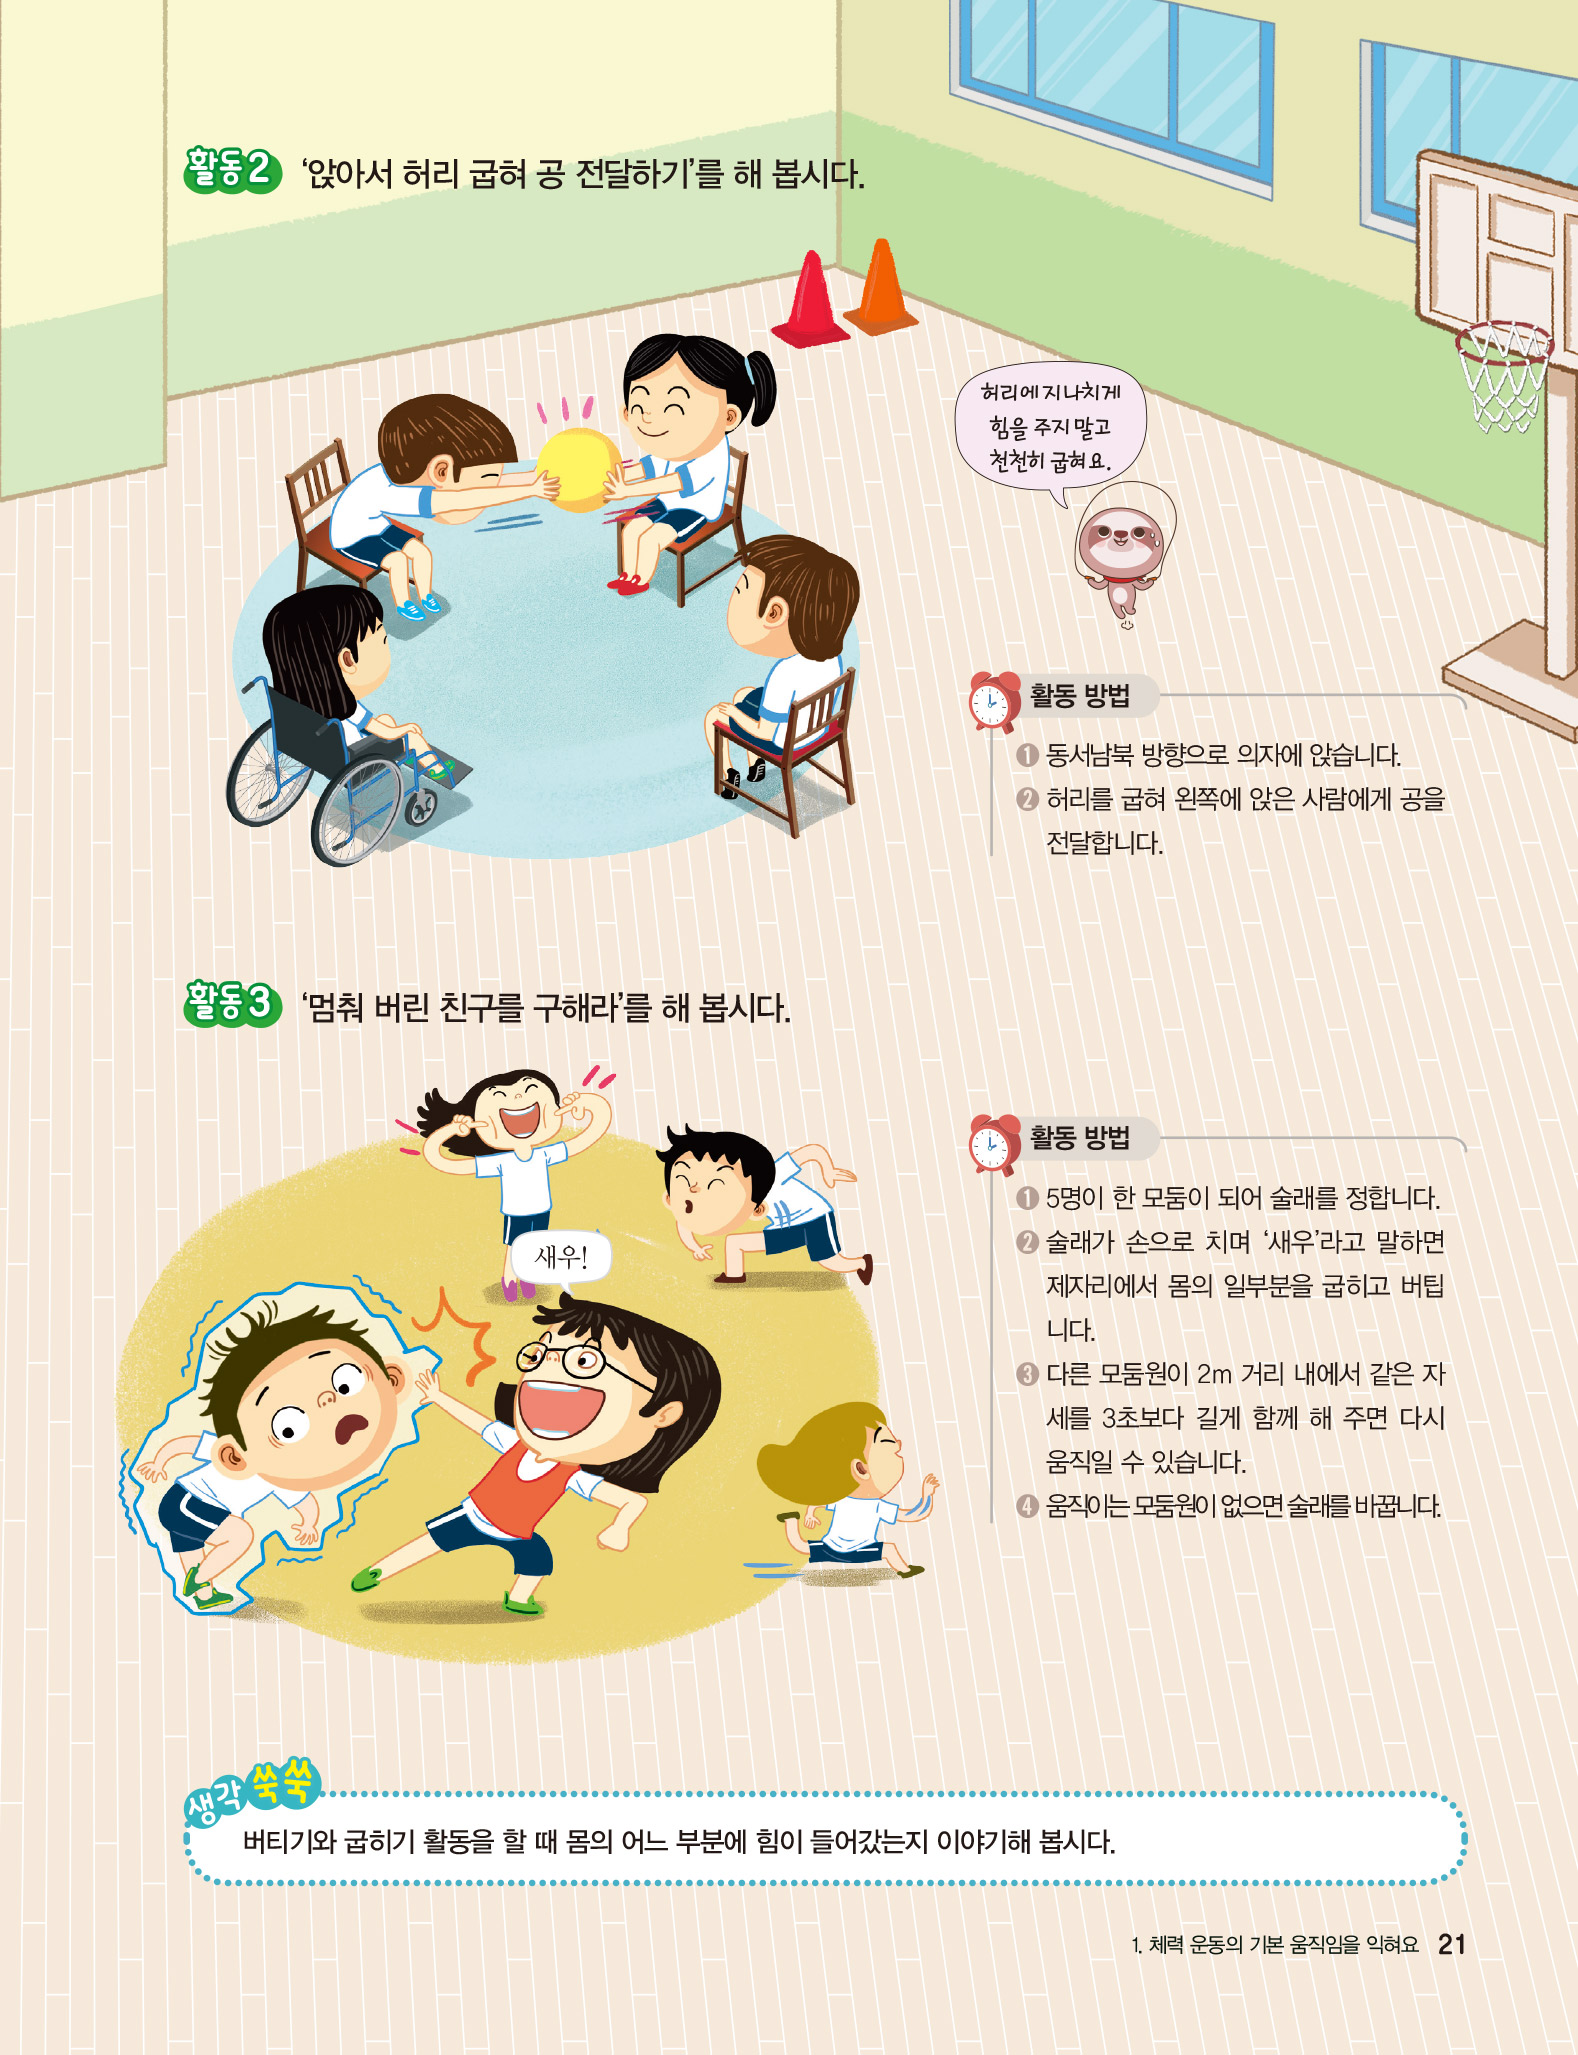 활동2 ‘앉아서 허리 굽혀 공 전달하기’를 해 봅시다.
허리에 지나치게
힘을 주지 말고
천천히 굽혀요.
활동 방법
❶ 동서남북 방향으로 의자에 앉습니다.
❷ 허리를 굽혀 왼쪽에 앉은 사람에게 공을
전달합니다.
활동3 ‘멈춰 버린 친구를 구해라’를 해 봅시다.
새우!
활동 방법
❶ 5명이 한 모둠이 되어 술래를 정합니다.
❷ 술래가 손으로 치며 ‘새우’라고 말하면
제자리에서 몸의 일부분을 굽히고 버팁
니다.
❸ 다른 모둠원이 2m 거리 내에서 같은 자
세를 3초보다 길게 함께 해 주면 다시
움직일 수 있습니다.
❹ 움직이는 모둠원이 없으면 술래를 바꿉니다.
생각 쑥쑥
버티기와 굽히기 활동을 할 때 몸의 어느 부분에 힘이 들어갔는지 이야기해 봅시다.
1. 체력 운동의 기본 움직임을 익혀요 21